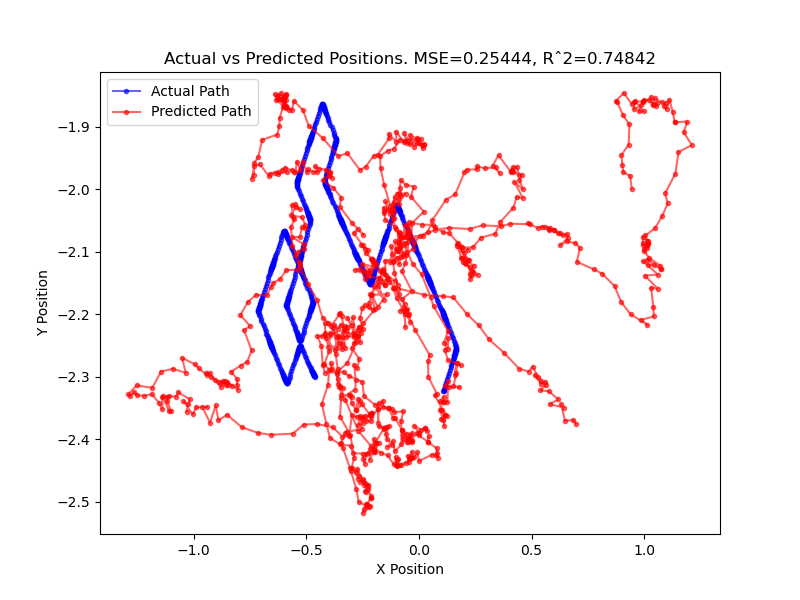 Actual vs Predicted Positions. MSE=0.25444, Rˆ2=0.74842
Actual Path
Predicted Path
−1.9
−2.0
−2.1
−2.2
−2.3
−2.4
−2.5
Y Position
−1.0
−0.5
0.0
0.5
1.0
X Position